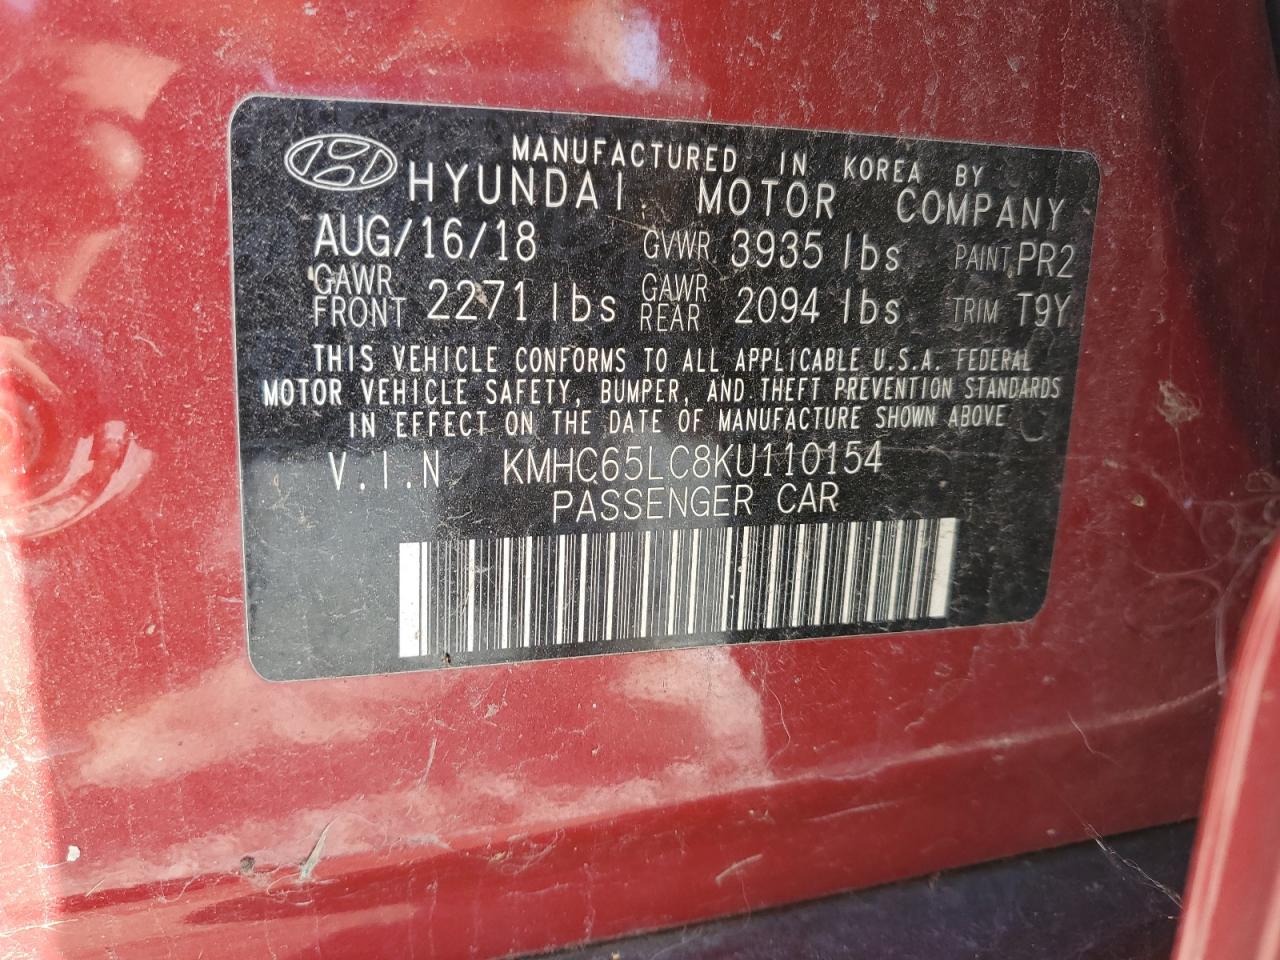 MANUFACTURED IN KOREA BY
HYUNDAI MOTOR COMPANY
AUG/16/18 GVWR 3935 lbs PAINT PR2
GAWR FRONT 2271 lbs GAWR REAR 2094 lbs TRIM T9Y
THIS VEHICLE CONFORMS TO ALL APPLICABLE U.S.A. FEDERAL
MOTOR VEHICLE SAFETY, BUMPER, AND THEFT PREVENTION STANDARDS
IN EFFECT ON THE DATE OF MANUFACTURE SHOWN ABOVE
V.I.N KMHC65LC8KU110154
PASSENGER CAR